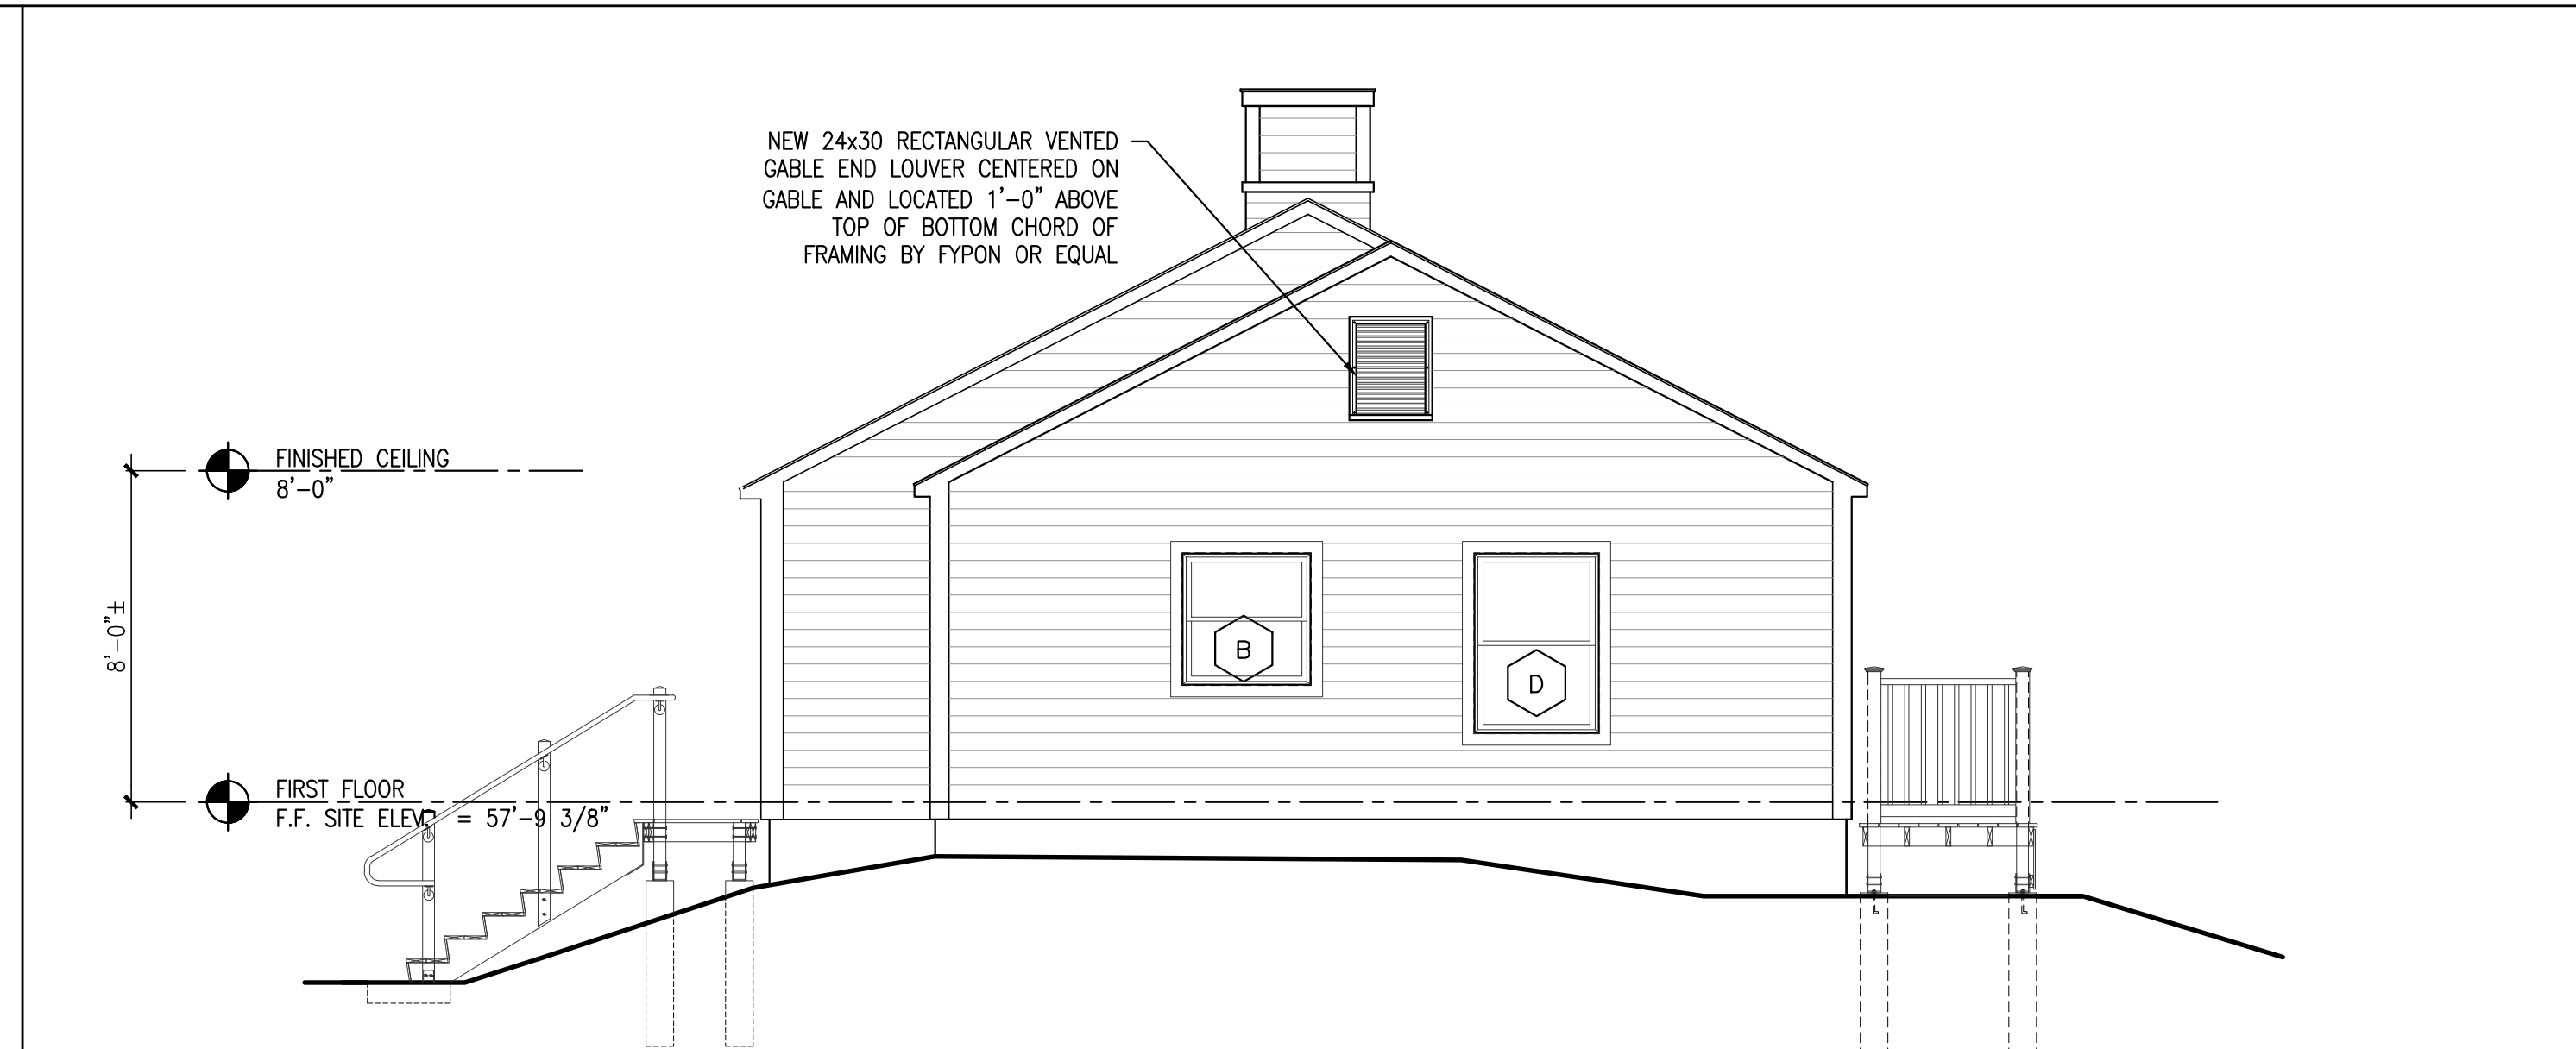 NEW 24x30 RECTANGULAR VENTED
GABLE END LOUVER CENTERED ON
GABLE AND LOCATED 1'-0" ABOVE
TOP OF BOTTOM CHORD OF
FRAMING BY FYPON OR EQUAL
FINISHED CEILING
8'-0"
8'-0"±
B
D
FIRST FLOOR
F.F. SITE ELEV. = 57'-9 3/8"